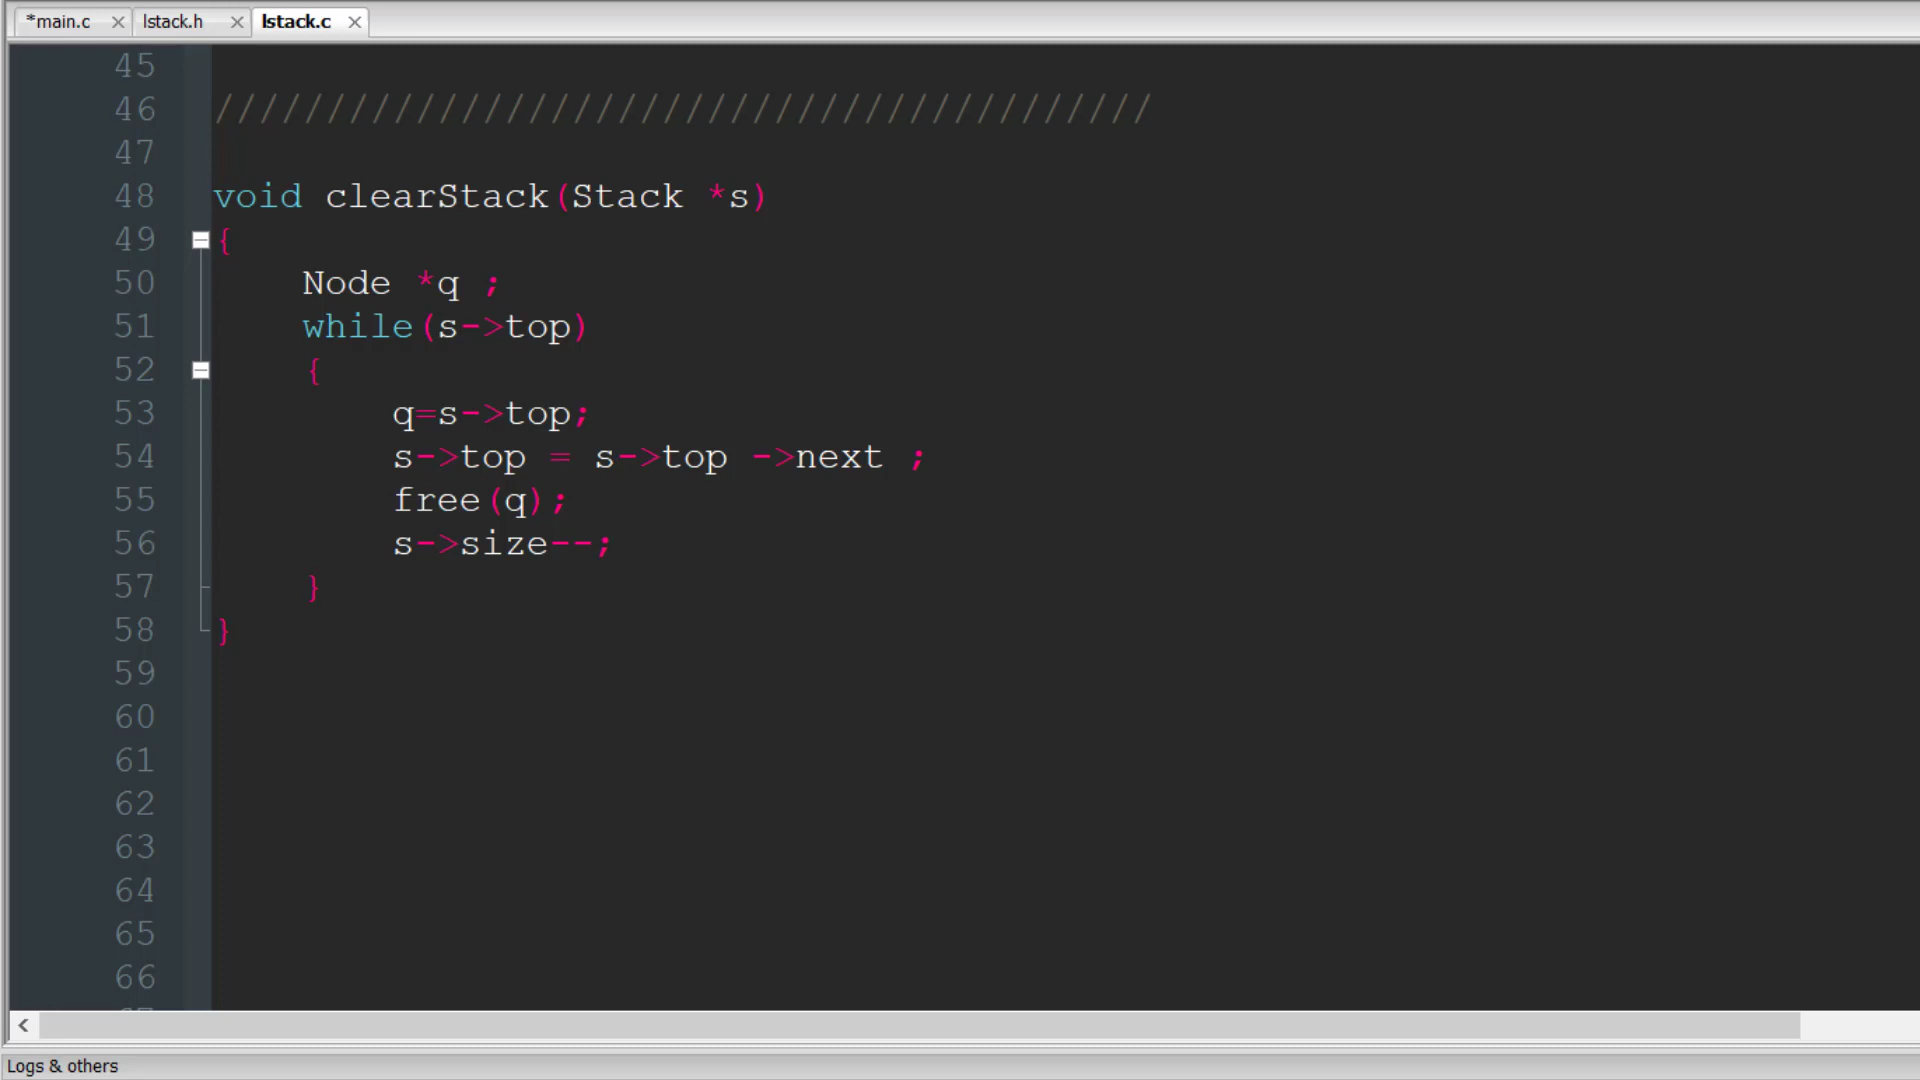 *main.c lstack.h lstack.c
45
46 //////////////////////////////////////////
47
48 void clearStack(Stack *s)
49 {
50 Node *q ;
51 while(s->top)
52 {
53 q=s->top;
54 s->top = s->top ->next ;
55 free(q);
56 s->size--;
57 }
58 }
59
60
61
62
63
64
65
66
Logs & others